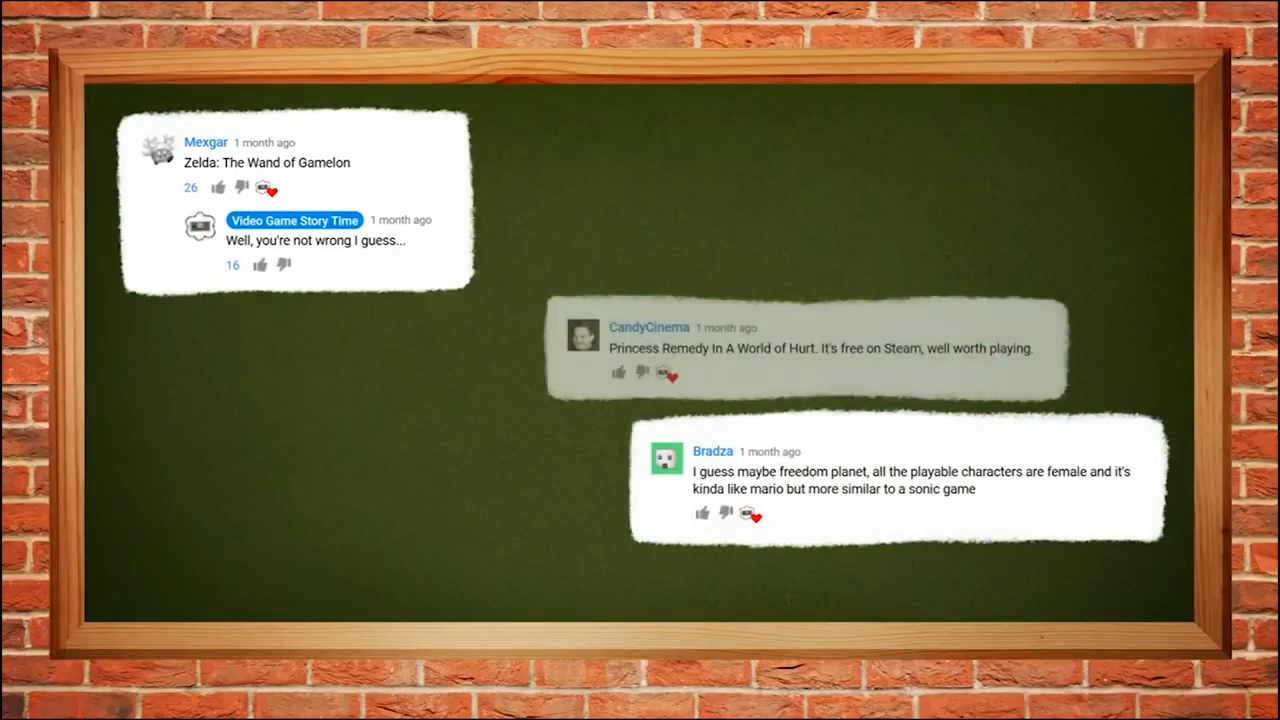 Mexgar 1 month ago
Zelda: The Wand of Gamelon
26
Video Game Story Time 1 month ago
Well, you're not wrong I guess...
16
CandyCinema 1 month ago
Princess Remedy In A World of Hurt. It's free on Steam, well worth playing.
Bradza 1 month ago
I guess maybe freedom planet, all the playable characters are female and it's
kinda like mario but more similar to a sonic game